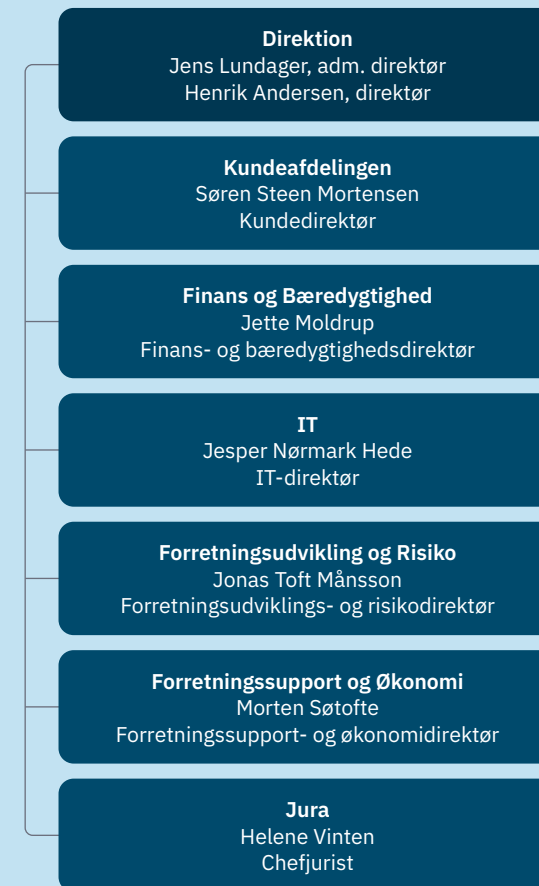 Direktion
Jens Lundager, adm. direktør
Henrik Andersen, direktør
Kundeafdelingen
Søren Steen Mortensen
Kundedirektør
Finans og Bæredygtighed
Jette Moldrup
Finans- og bæredygtighedsdirektør
IT
Jesper Nørmark Hede
IT-direktør
Forretningsudvikling og Risiko
Jonas Toft Månsson
Forretningsudviklings- og risikodirektør
Forretningssupport og Økonomi
Morten Søtofte
Forretningssupport- og økonomidirektør
Jura
Helene Vinten
Chefjurist